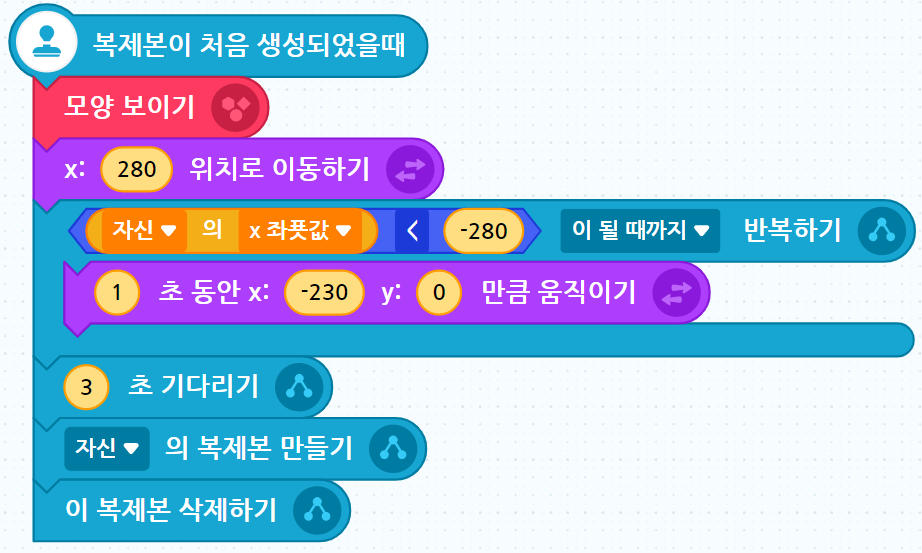 복제본이 처음 생성되었을때
모양 보이기
x: 280 위치로 이동하기
자신 ▼ 의 x 좌푯값 ▼ < -280 이 될 때까지 ▼ 반복하기
1 초 동안 x: -230 y: 0 만큼 움직이기
3 초 기다리기
자신 ▼ 의 복제본 만들기
이 복제본 삭제하기